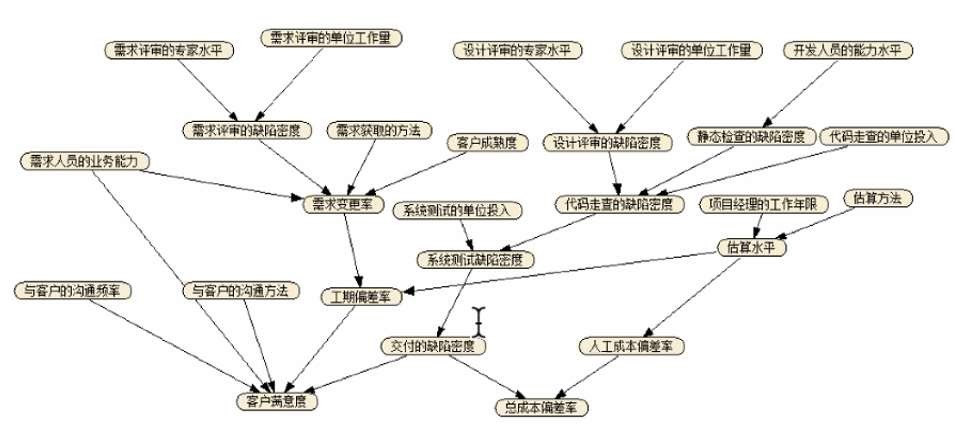 需求评审的专家水平
需求评审的单位工作量
设计评审的专家水平
设计评审的单位工作量
开发人员的能力水平
需求评审的缺陷密度
需求获取的方法
客户成熟度
设计评审的缺陷密度
静态检查的缺陷密度
代码走查的单位投入
需求人员的业务能力
需求变更率
系统测试的单位投入
代码走查的缺陷密度
项目经理的工作年限
估算方法
系统测试缺陷密度
估算水平
与客户的沟通频率
与客户的沟通方法
工期偏差率
交付的缺陷密度
人工成本偏差率
客户满意度
总成本偏差率